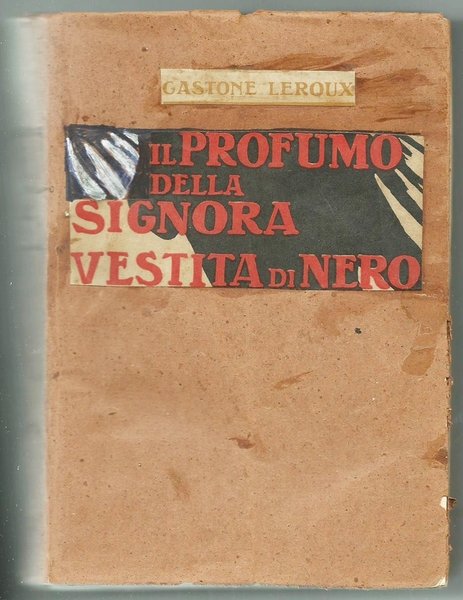 GASTONE LEROUX
IL PROFUMO
DELLA
SIGNORA
VESTITA DI NERO